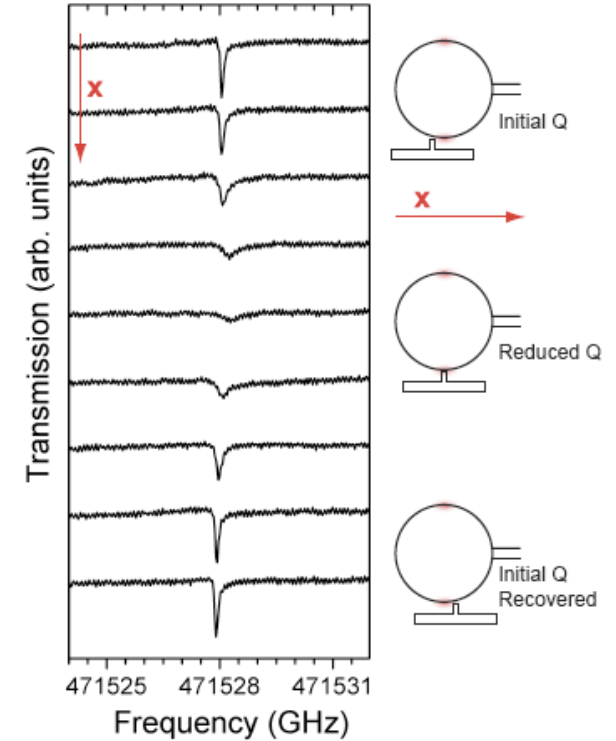 Transmission (arb. units)
x
Initial Q
x
Reduced Q
Initial Q
Recovered
471525 471528 471531
Frequency (GHz)